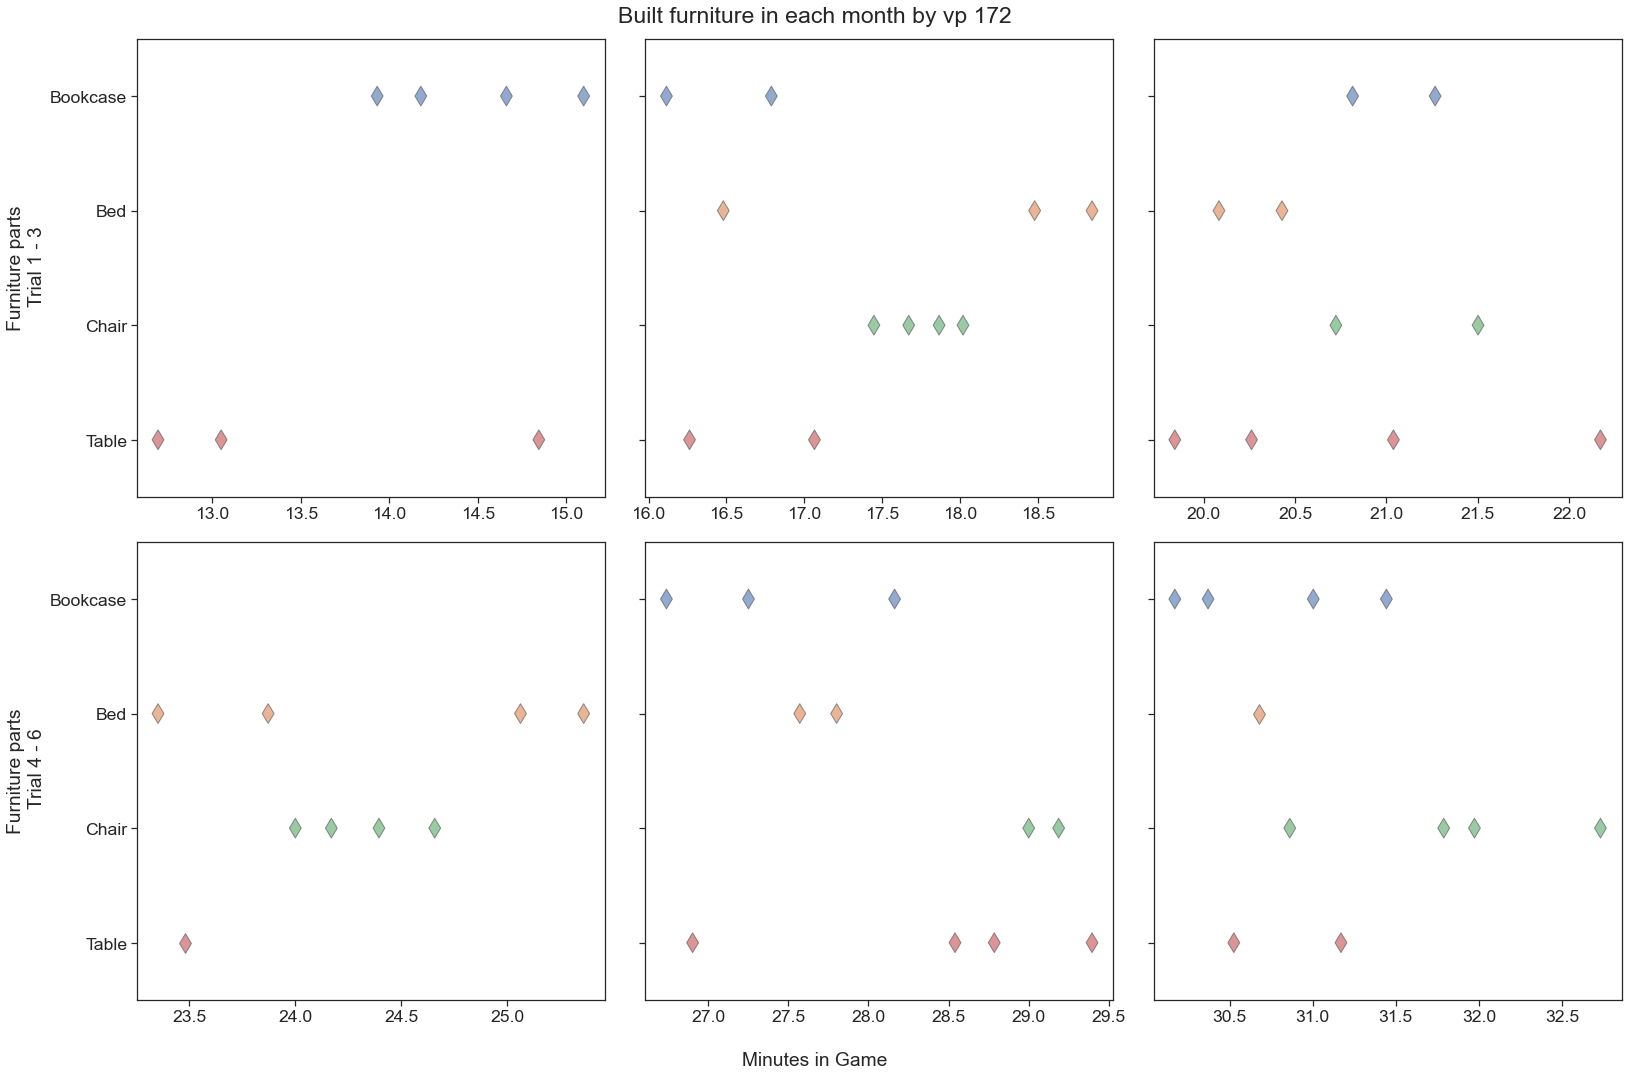 Built furniture in each month by vp 172
Furniture parts
Trial 1 - 3
Bookcase
Bed
Chair
Table
13.0 13.5 14.0 14.5 15.0
16.0 16.5 17.0 17.5 18.0 18.5
20.0 20.5 21.0 21.5 22.0
Furniture parts
Trial 4 - 6
Bookcase
Bed
Chair
Table
23.5 24.0 24.5 25.0
27.0 27.5 28.0 28.5 29.0 29.5
30.5 31.0 31.5 32.0 32.5
Minutes in Game